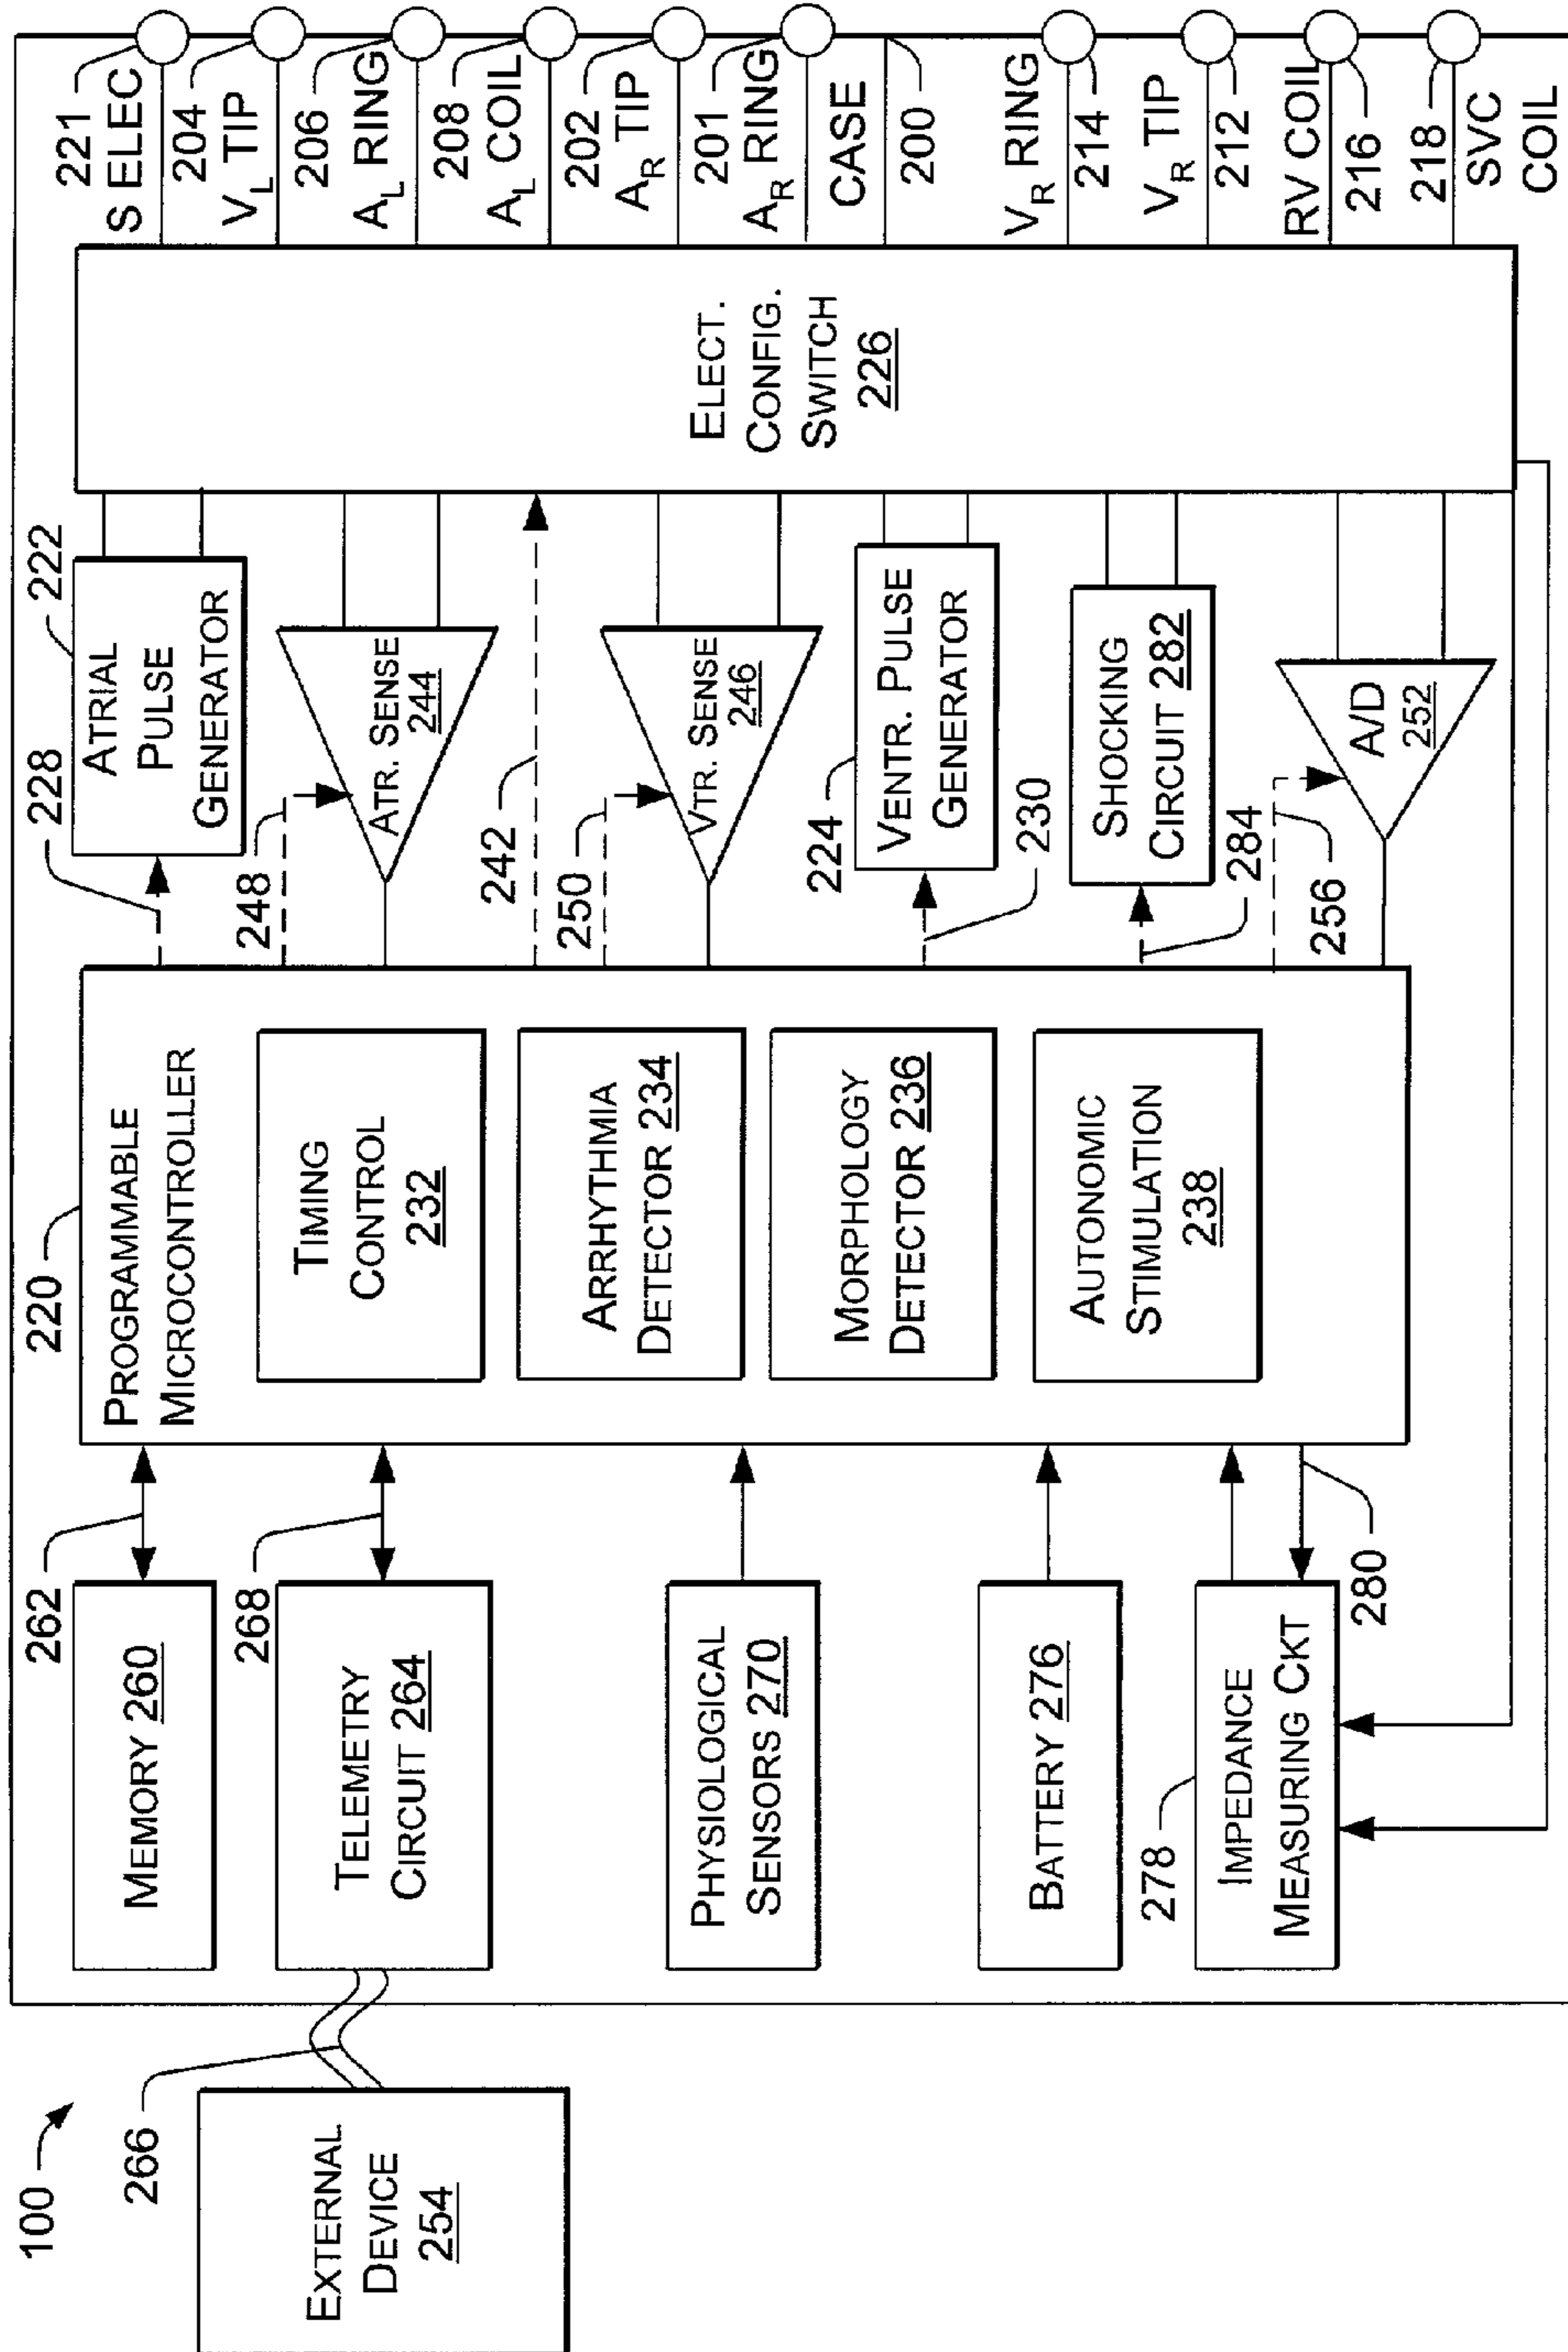 100
EXTERNAL
DEVICE
254
266
262
MEMORY 260
268
TELEMETRY
CIRCUIT 264
PHYSIOLOGICAL
SENSORS 270
BATTERY 276
278
IMPEDANCE
MEASURING CKT
280
220
PROGRAMMABLE
MICROCONTROLLER
TIMING
CONTROL
232
ARRHYTHMIA
DETECTOR 234
MORPHOLOGY
DETECTOR 236
AUTONOMIC
STIMULATION
238
228
222
ATRIAL
PULSE
GENERATOR
248
ATR. SENSE
244
242
250
VTR. SENSE
246
224
VENTR. PULSE
GENERATOR
230
SHOCKING
CIRCUIT 282
284
256
A/D
252
ELECT.
CONFIG.
SWITCH
226
221
S ELEC
204
VL TIP
206
AL RING
208
AL COIL
202
AR TIP
201
AR RING
CASE
200
VR RING
214
VR TIP
212
RV COIL
216
218
SVC
COIL